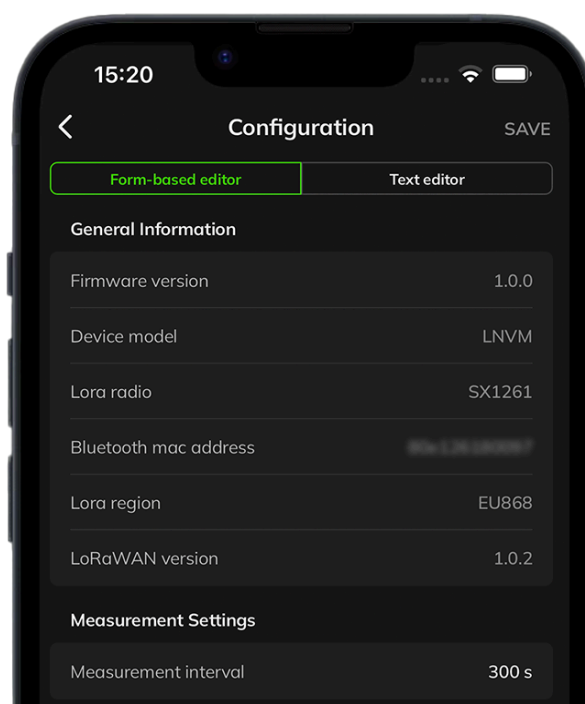 15:20
Configuration SAVE
Form-based editor Text editor
General Information
Firmware version 1.0.0
Device model LNVM
Lora radio SX1261
Bluetooth mac address
Lora region EU868
LoRaWAN version 1.0.2
Measurement Settings
Measurement interval 300 s